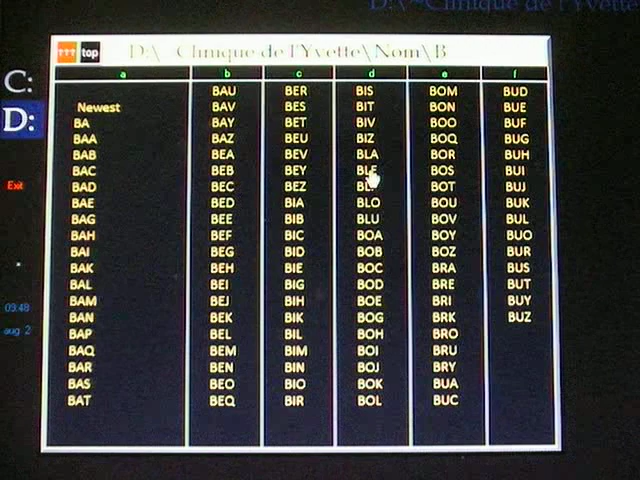 D:\~Clinique de l'Yvette
??? top D:\~Clinique de l'Yvette\Nom\B
C:
D:
Exit
09:48
aug 2
a b c d e f
BAU BER BIS BOM BUD
Newest BAV BES BIT BON BUE
BA BAY BET BIV BOO BUF
BAA BAZ BEU BIZ BOQ BUG
BAB BEA BEV BLA BOR BUH
BAC BEB BEY BLE BOS BUI
BAD BEC BEZ BOT BUJ
BAE BED BIA BLO BOU BUK
BAG BEE BIB BLU BOV BUL
BAH BEF BIC BOA BOY BUO
BAI BEG BID BOB BOZ BUR
BAK BEH BIE BOC BRA BUS
BAL BEI BIG BOD BRE BUT
BAM BEJ BIH BOE BRI BUY
BAN BEK BIK BOG BRK BUZ
BAP BEL BIL BOH BRO
BAQ BEM BIM BOI BRU
BAR BEN BIN BOJ BRY
BAS BEO BIO BOK BUA
BAT BEQ BIR BOL BUC